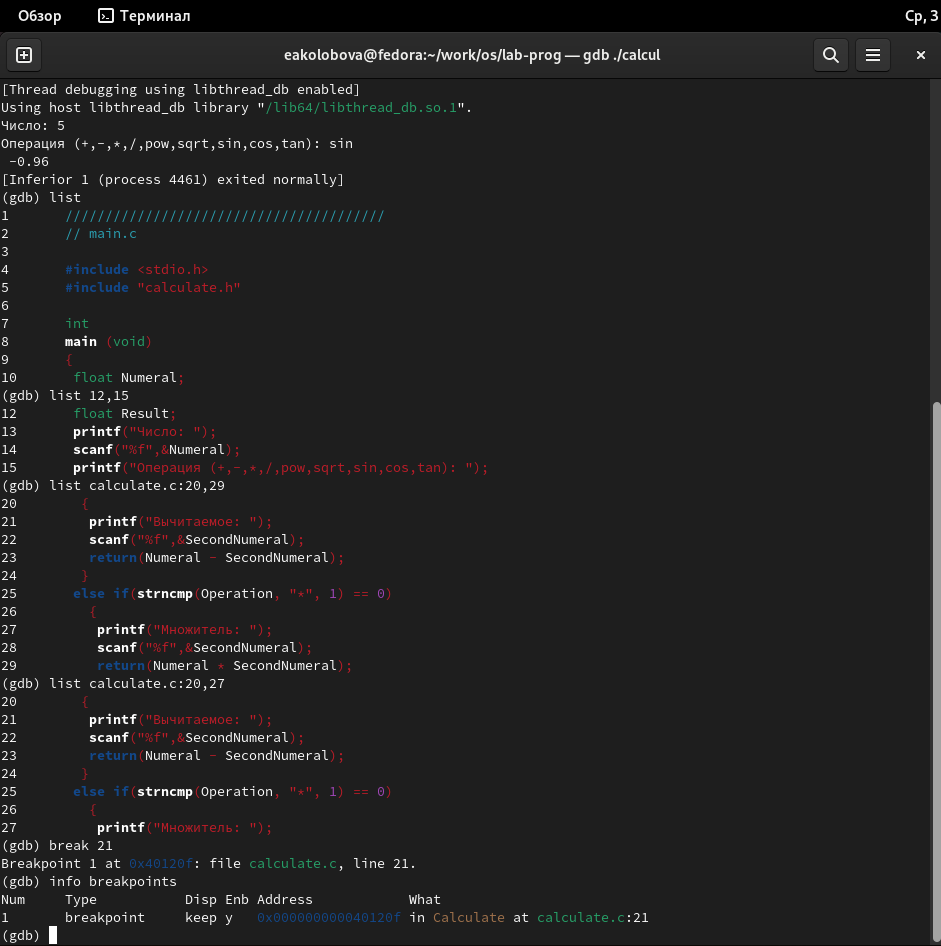 Обзор Терминал Ср, 3
eakolobova@fedora:~/work/os/lab-prog — gdb ./calcul
[Thread debugging using libthread_db enabled]
Using host libthread_db library "/lib64/libthread_db.so.1".
Число: 5
Операция (+,-,*,/,pow,sqrt,sin,cos,tan): sin
 -0.96
[Inferior 1 (process 4461) exited normally]
(gdb) list
1       ////////////////////////////////////////
2       // main.c
3
4       #include <stdio.h>
5       #include "calculate.h"
6
7       int
8       main (void)
9       {
10       float Numeral;
(gdb) list 12,15
12       float Result;
13       printf("Число: ");
14       scanf("%f",&Numeral);
15       printf("Операция (+,-,*,/,pow,sqrt,sin,cos,tan): ");
(gdb) list calculate.c:20,29
20        {
21         printf("Вычитаемое: ");
22         scanf("%f",&SecondNumeral);
23         return(Numeral - SecondNumeral);
24        }
25       else if(strncmp(Operation, "*", 1) == 0)
26         {
27          printf("Множитель: ");
28          scanf("%f",&SecondNumeral);
29          return(Numeral * SecondNumeral);
(gdb) list calculate.c:20,27
20        {
21         printf("Вычитаемое: ");
22         scanf("%f",&SecondNumeral);
23         return(Numeral - SecondNumeral);
24        }
25       else if(strncmp(Operation, "*", 1) == 0)
26         {
27          printf("Множитель: ");
(gdb) break 21
Breakpoint 1 at 0x40120f: file calculate.c, line 21.
(gdb) info breakpoints
Num     Type           Disp Enb Address            What
1       breakpoint     keep y   0x000000000040120f in Calculate at calculate.c:21
(gdb)